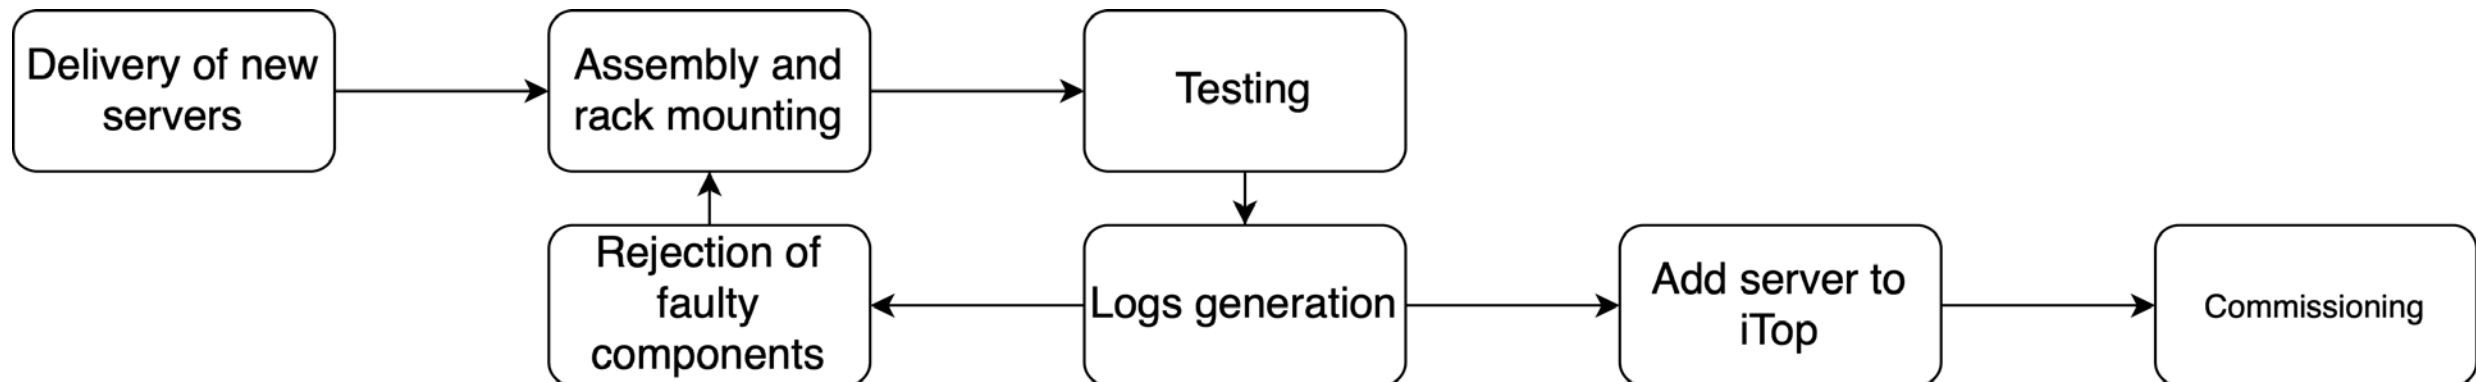 Delivery of new
servers
Assembly and
rack mounting
Testing
Rejection of
faulty
components
Logs generation
Add server to
iTop
Commissioning